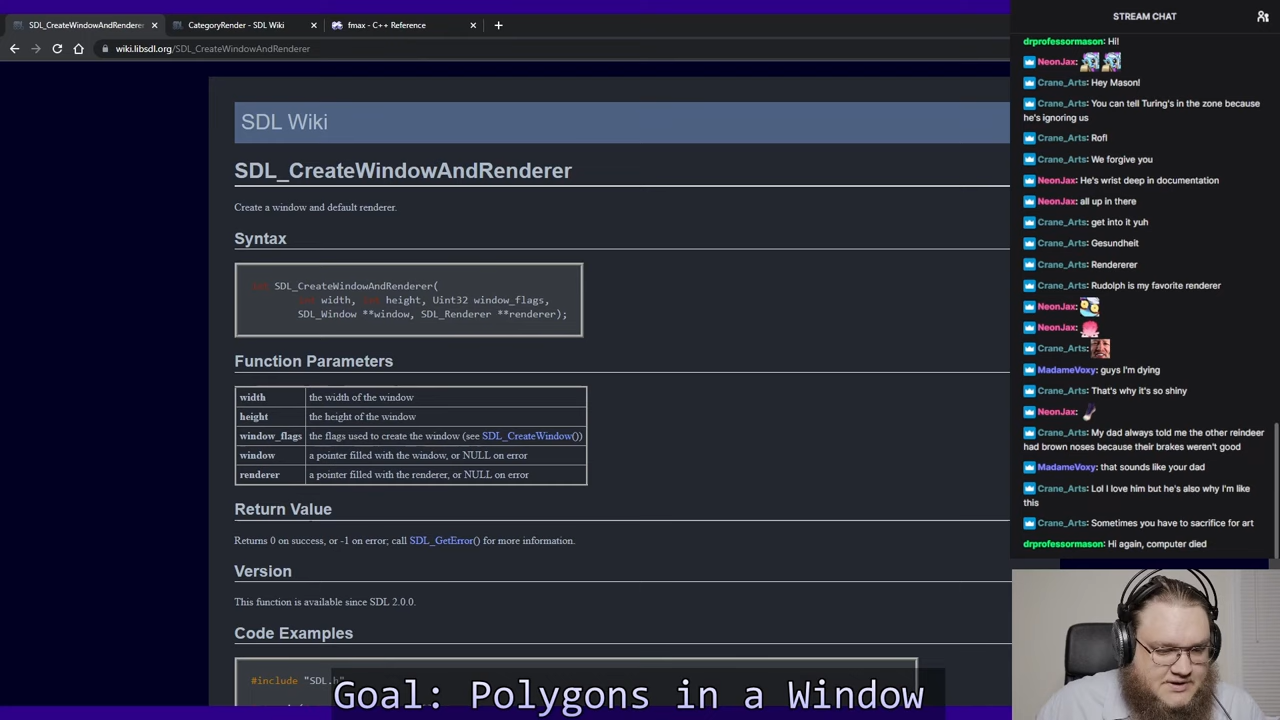 SDL_CreateWindowAndRenderer
CategoryRender - SDL Wiki
fmax - C++ Reference
wiki.libsdl.org/SDL_CreateWindowAndRenderer
SDL Wiki
SDL_CreateWindowAndRenderer
Create a window and default renderer.
Syntax
int SDL_CreateWindowAndRenderer(
int width, int height, Uint32 window_flags,
SDL_Window **window, SDL_Renderer **renderer);
Function Parameters
width the width of the window
height the height of the window
window_flags the flags used to create the window (see SDL_CreateWindow())
window a pointer filled with the window, or NULL on error
renderer a pointer filled with the renderer, or NULL on error
Return Value
Returns 0 on success, or -1 on error; call SDL_GetError() for more information.
Version
This function is available since SDL 2.0.0.
Code Examples
#include "SDL.h"
Goal: Polygons in a Window
STREAM CHAT
drprofessormason: Hi!
NeonJax:
Crane_Arts: Hey Mason!
Crane_Arts: You can tell Turing's in the zone because
he's ignoring us
Crane_Arts: Rofl
Crane_Arts: We forgive you
NeonJax: He's wrist deep in documentation
NeonJax: all up in there
Crane_Arts: get into it yuh
Crane_Arts: Gesundheit
Crane_Arts: Rendererer
Crane_Arts: Rudolph is my favorite renderer
NeonJax:
NeonJax:
Crane_Arts:
MadameVoxy: guys I'm dying
Crane_Arts: That's why it's so shiny
NeonJax:
Crane_Arts: My dad always told me the other reindeer
had brown noses because their brakes weren't good
MadameVoxy: that sounds like your dad
Crane_Arts: Lol I love him but he's also why I'm like
this
Crane_Arts: Sometimes you have to sacrifice for art
drprofessormason: Hi again, computer died